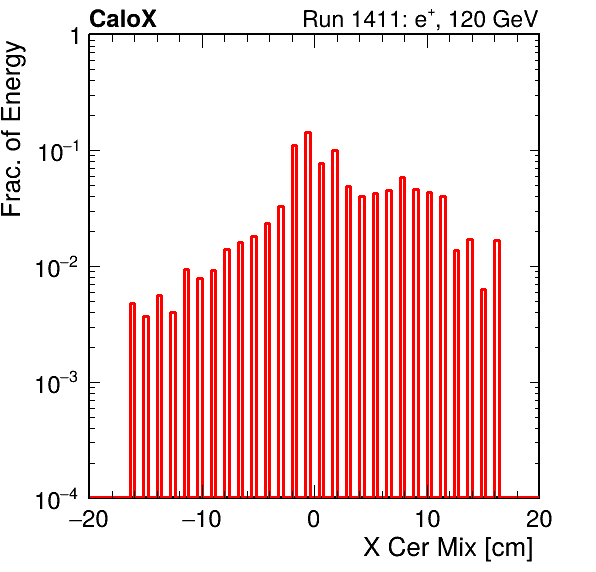 CaloX Run 1411: e⁺, 120 GeV
Frac. of Energy
1
10⁻¹
10⁻²
10⁻³
10⁻⁴
−20 −10 0 10 20
X Cer Mix [cm]